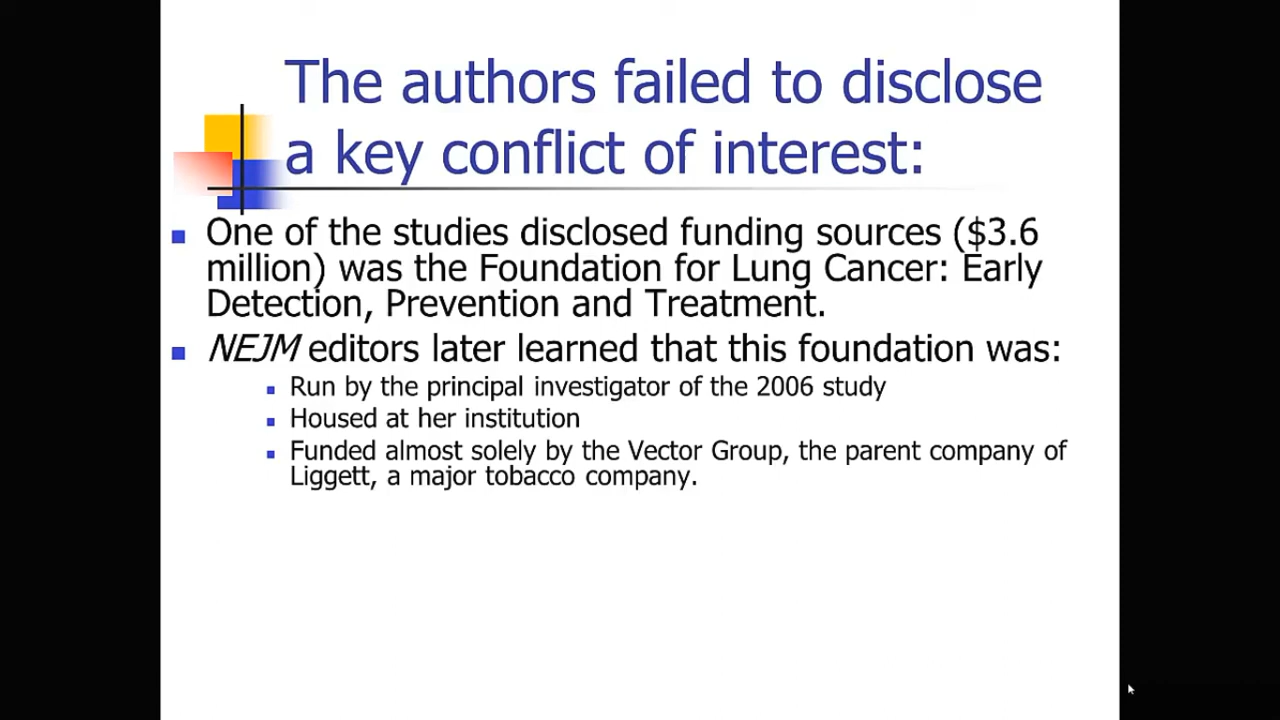 The authors failed to disclose
a key conflict of interest:
One of the studies disclosed funding sources ($3.6
million) was the Foundation for Lung Cancer: Early
Detection, Prevention and Treatment.
NEJM editors later learned that this foundation was:
Run by the principal investigator of the 2006 study
Housed at her institution
Funded almost solely by the Vector Group, the parent company of
Liggett, a major tobacco company.